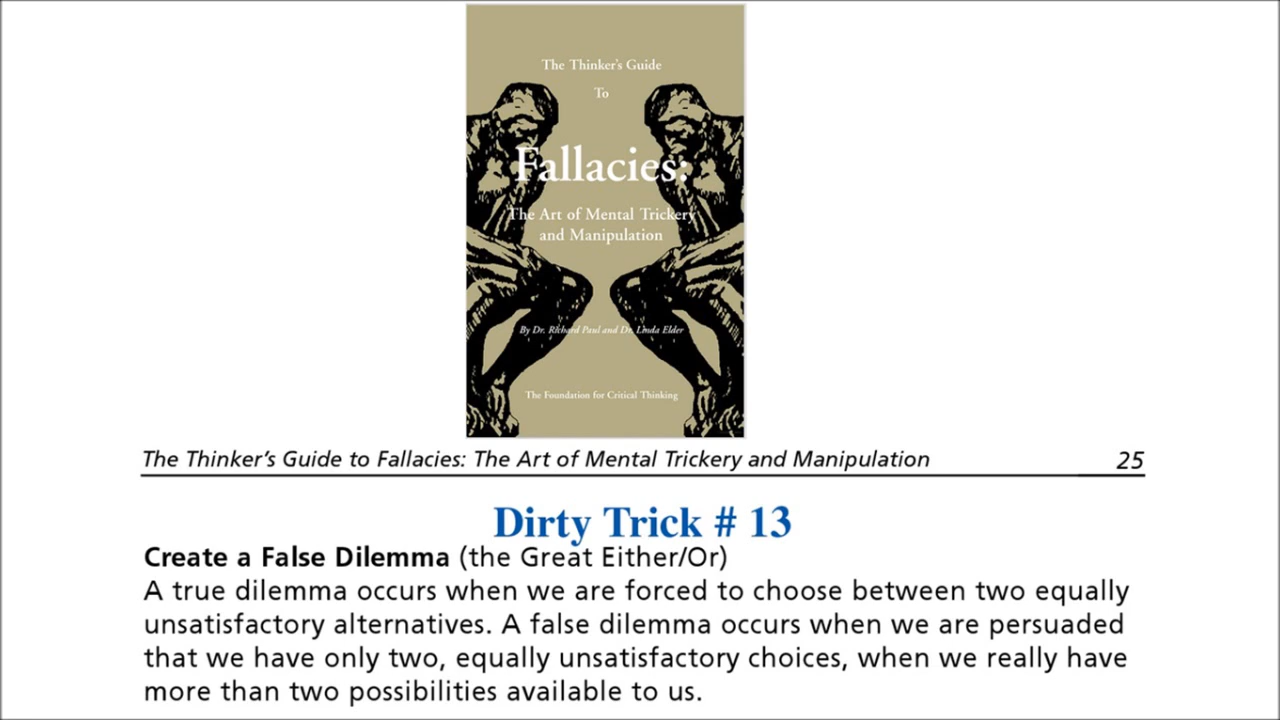 The Thinker's Guide
To
Fallacies:
The Art of Mental Trickery
and Manipulation
By Dr. Richard Paul and Dr. Linda Elder
The Foundation for Critical Thinking
The Thinker's Guide to Fallacies: The Art of Mental Trickery and Manipulation 25
Dirty Trick # 13
Create a False Dilemma (the Great Either/Or)
A true dilemma occurs when we are forced to choose between two equally
unsatisfactory alternatives. A false dilemma occurs when we are persuaded
that we have only two, equally unsatisfactory choices, when we really have
more than two possibilities available to us.